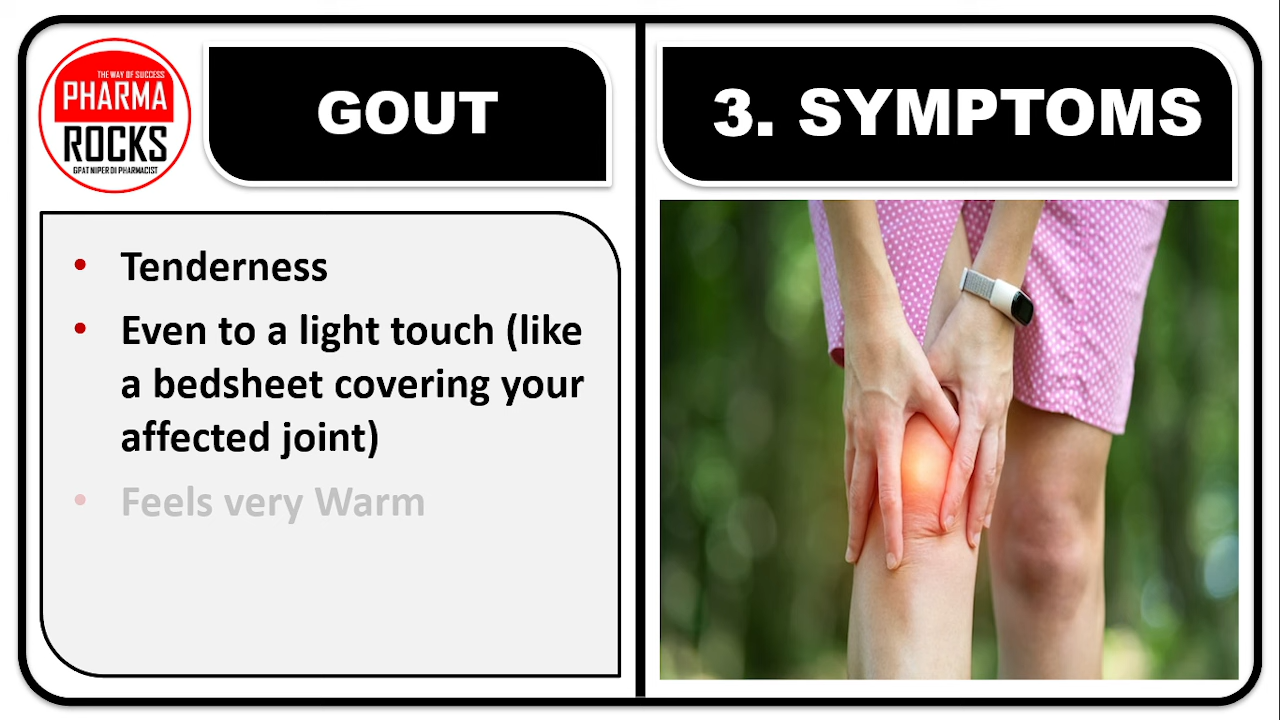 THE WAY OF SUCCESS
PHARMA
ROCKS
GPAT NIPER DI PHARMACIST
GOUT
3. SYMPTOMS
• Tenderness
• Even to a light touch (like
a bedsheet covering your
affected joint)
• Feels very Warm